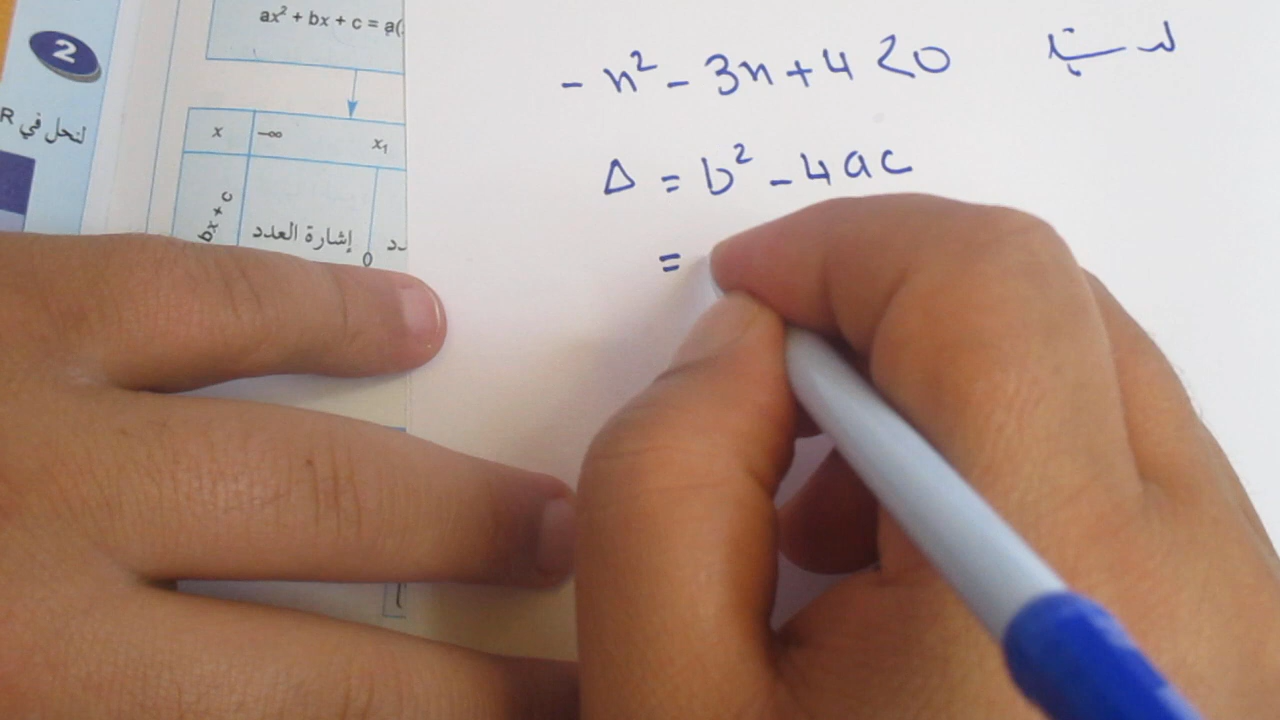 ax² + bx + c = a(
2
لنحل في R
x -∞ x₁
bx + c
إشارة العدد
0
-x² - 3x + 4 < 0
Δ = b² - 4ac
=